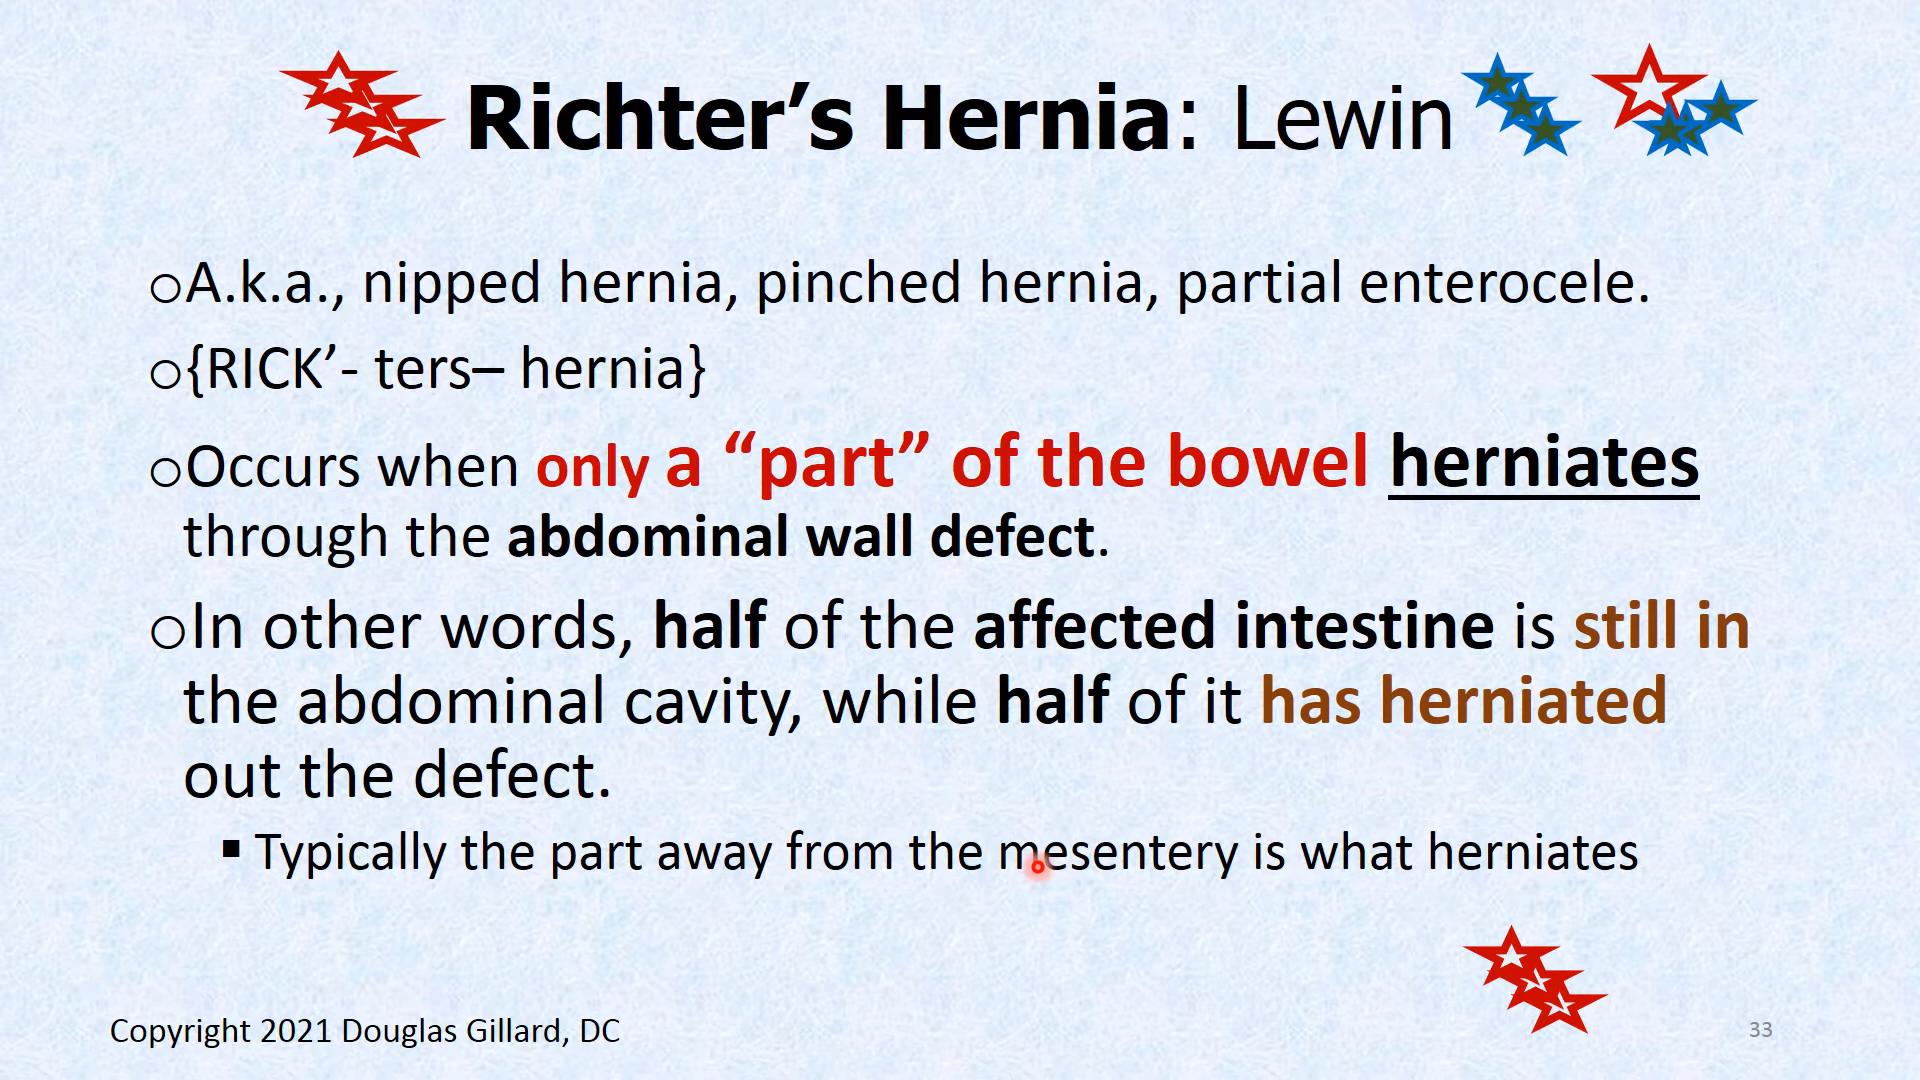 Richter’s Hernia: Lewin
oA.k.a., nipped hernia, pinched hernia, partial enterocele.
o{RICK’- ters– hernia}
oOccurs when only a “part” of the bowel herniates
through the abdominal wall defect.
oIn other words, half of the affected intestine is still in
the abdominal cavity, while half of it has herniated
out the defect.
▪ Typically the part away from the mesentery is what herniates
Copyright 2021 Douglas Gillard, DC
33